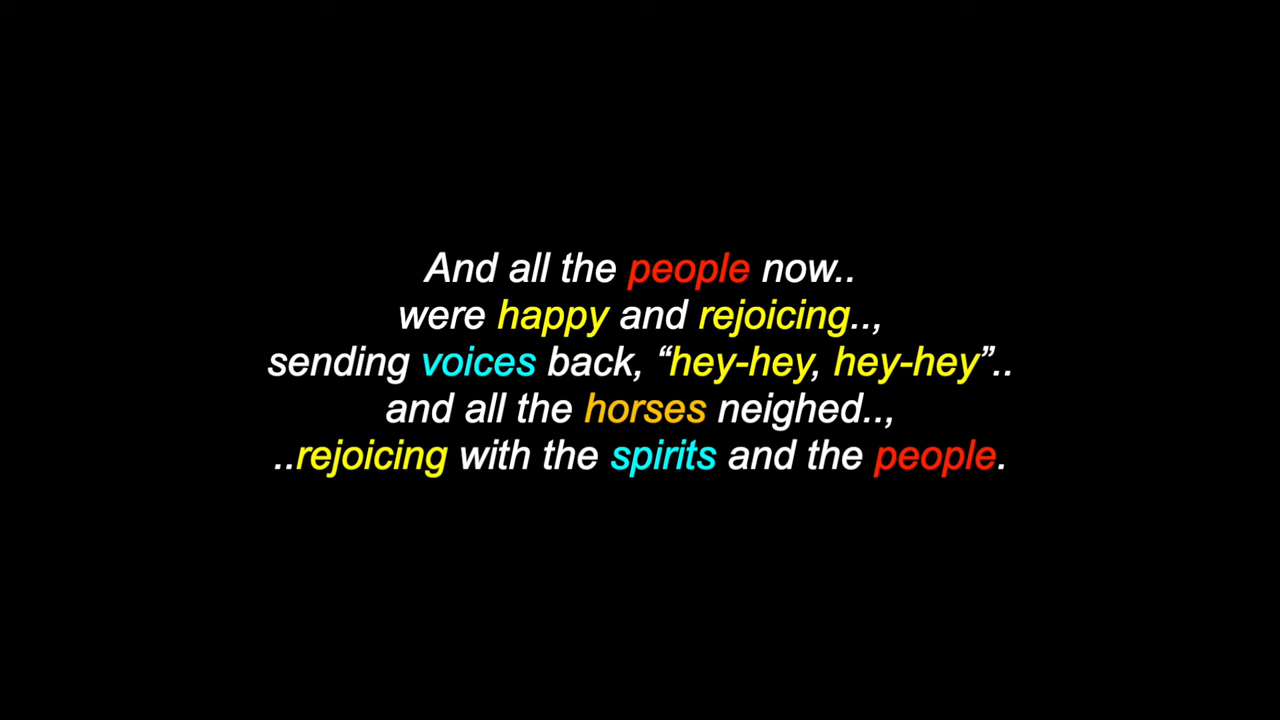 And all the people now..
were happy and rejoicing..,
sending voices back, “hey-hey, hey-hey”..
and all the horses neighed..,
..rejoicing with the spirits and the people.